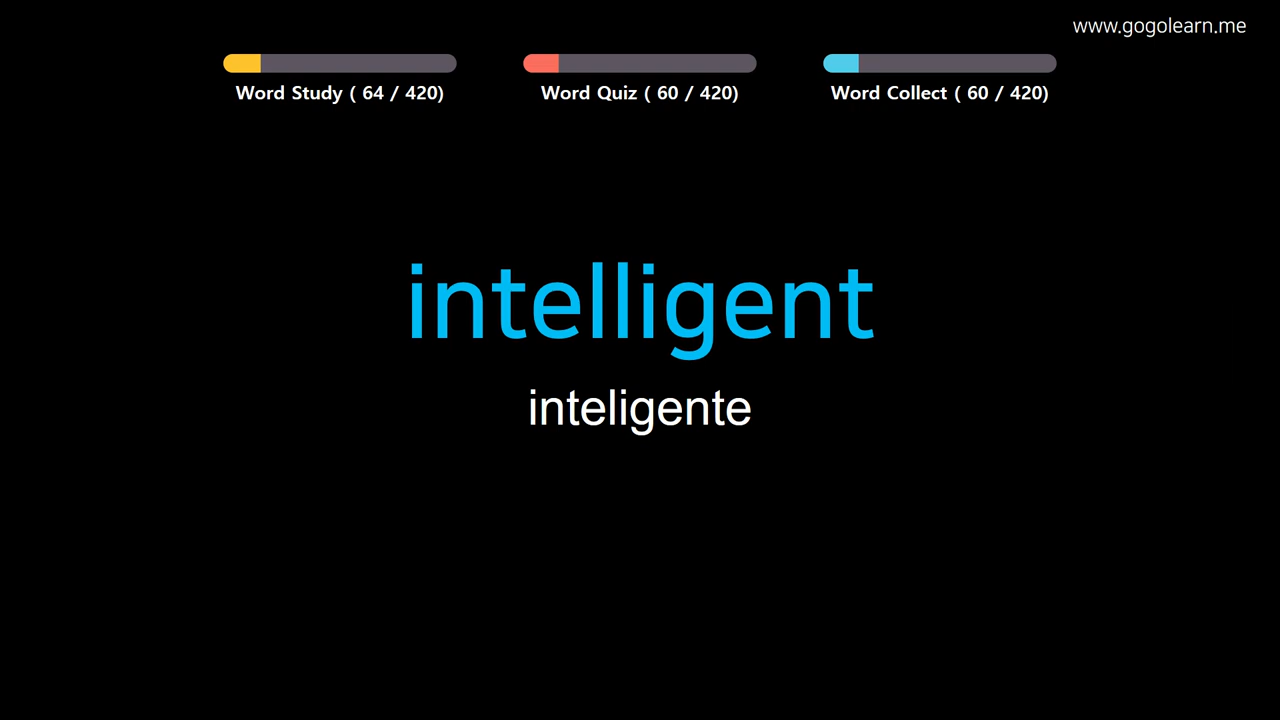 www.gogolearn.me
Word Study ( 64 / 420)
Word Quiz ( 60 / 420)
Word Collect ( 60 / 420)
intelligent
inteligente